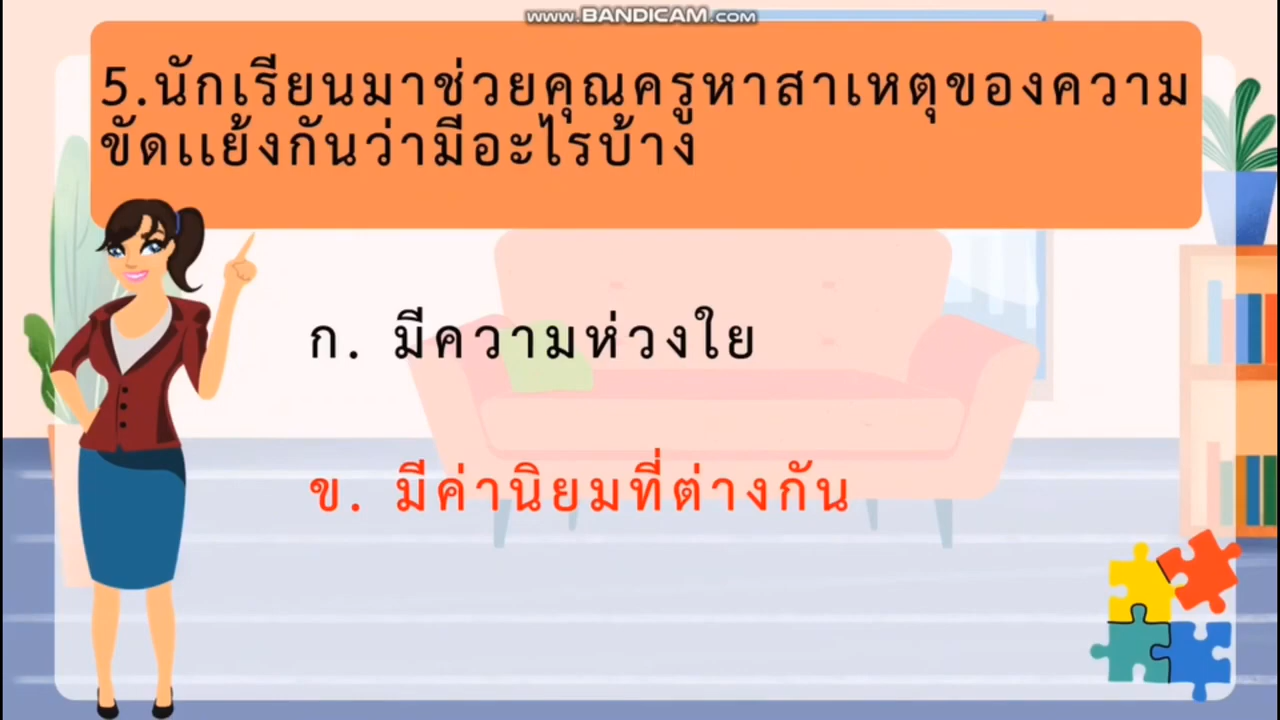 www.BANDICAM.com
5.นักเรียนมาช่วยคุณครูหาสาเหตุของความ
ขัดแย้งกันว่ามีอะไรบ้าง
ก. มีความห่วงใย
ข. มีค่านิยมที่ต่างกัน